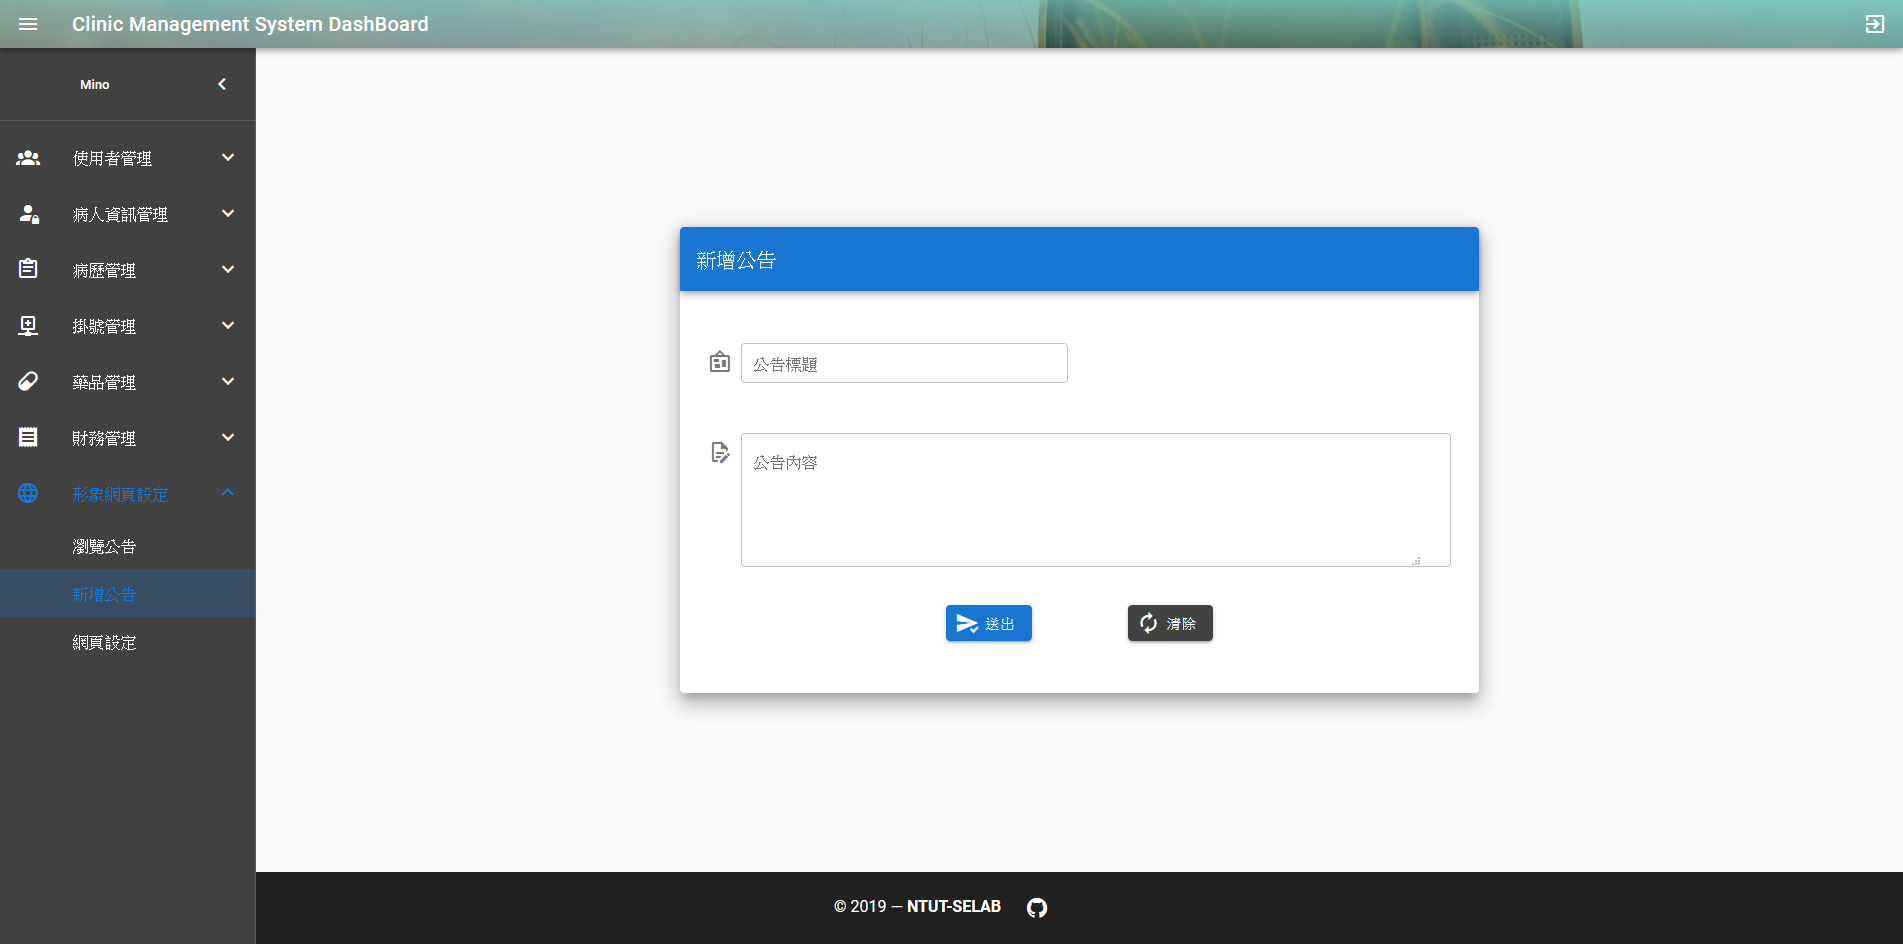 Clinic Management System DashBoard
Mino
使用者管理
病人資訊管理
病歷管理
掛號管理
藥品管理
財務管理
形象網頁設定
瀏覽公告
新增公告
網頁設定
新增公告
公告標題
公告內容
送出
清除
© 2019 — NTUT-SELAB